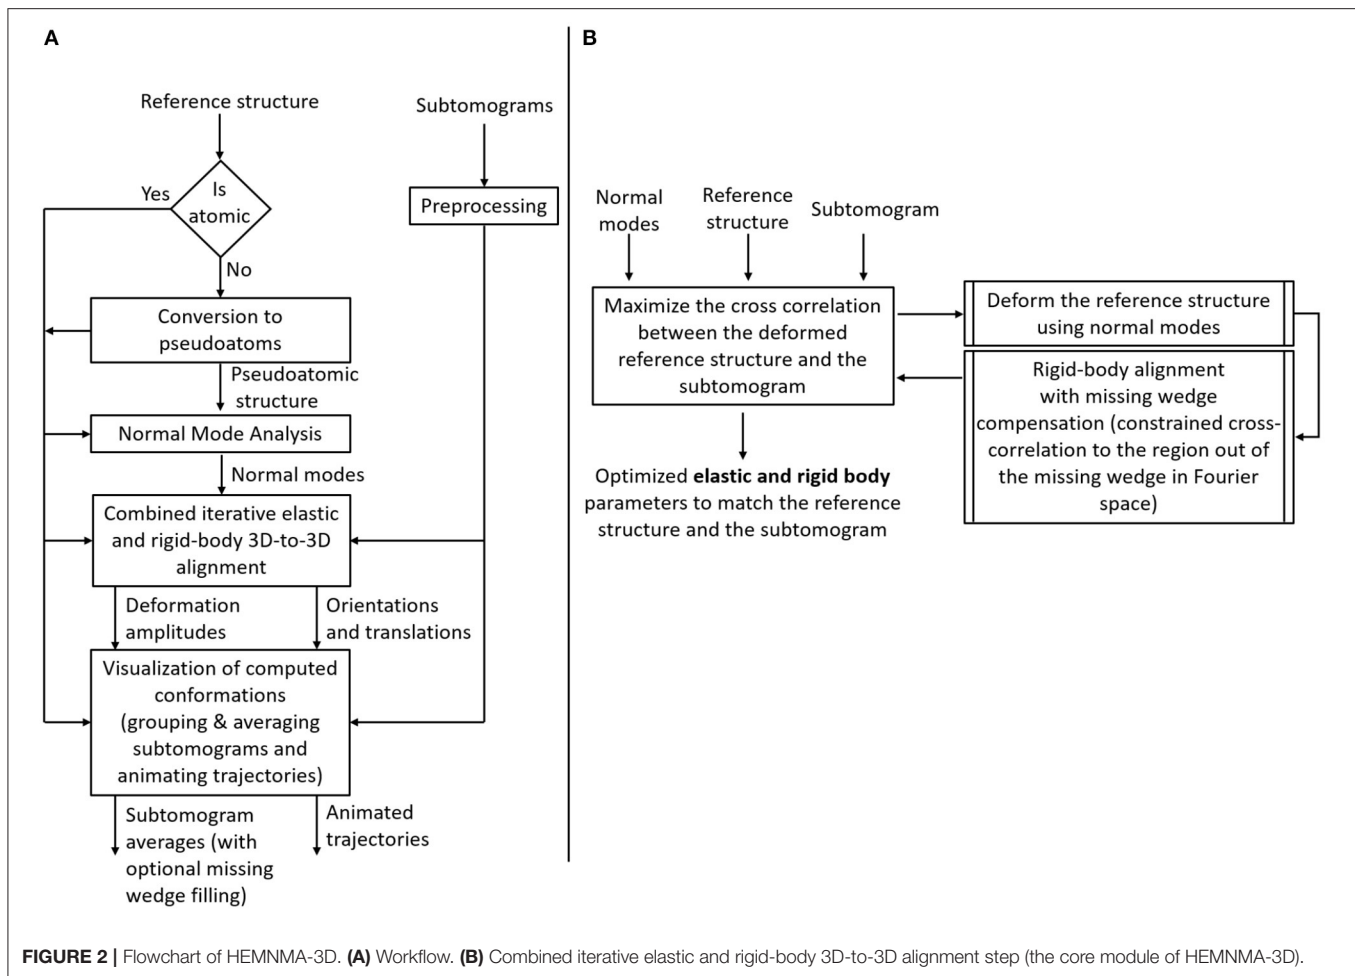 A
Reference structure
Subtomograms
Yes
Is
atomic
Preprocessing
No
Conversion to
pseudoatoms
Pseudoatomic
structure
Normal Mode Analysis
Normal modes
Combined iterative elastic
and rigid-body 3D-to-3D
alignment
Deformation
amplitudes
Orientations
and translations
Visualization of computed
conformations
(grouping & averaging
subtomograms and
animating trajectories)
Subtomogram
averages (with
optional missing
wedge filling)
Animated
trajectories
B
Normal
modes
Reference
structure
Subtomogram
Maximize the cross correlation
between the deformed
reference structure and the
subtomogram
Deform the reference structure
using normal modes
Rigid-body alignment
with missing wedge
compensation (constrained cross-
correlation to the region out of
the missing wedge in Fourier
space)
Optimized elastic and rigid body
parameters to match the reference
structure and the subtomogram
FIGURE 2 | Flowchart of HEMNMA-3D. (A) Workflow. (B) Combined iterative elastic and rigid-body 3D-to-3D alignment step (the core module of HEMNMA-3D).